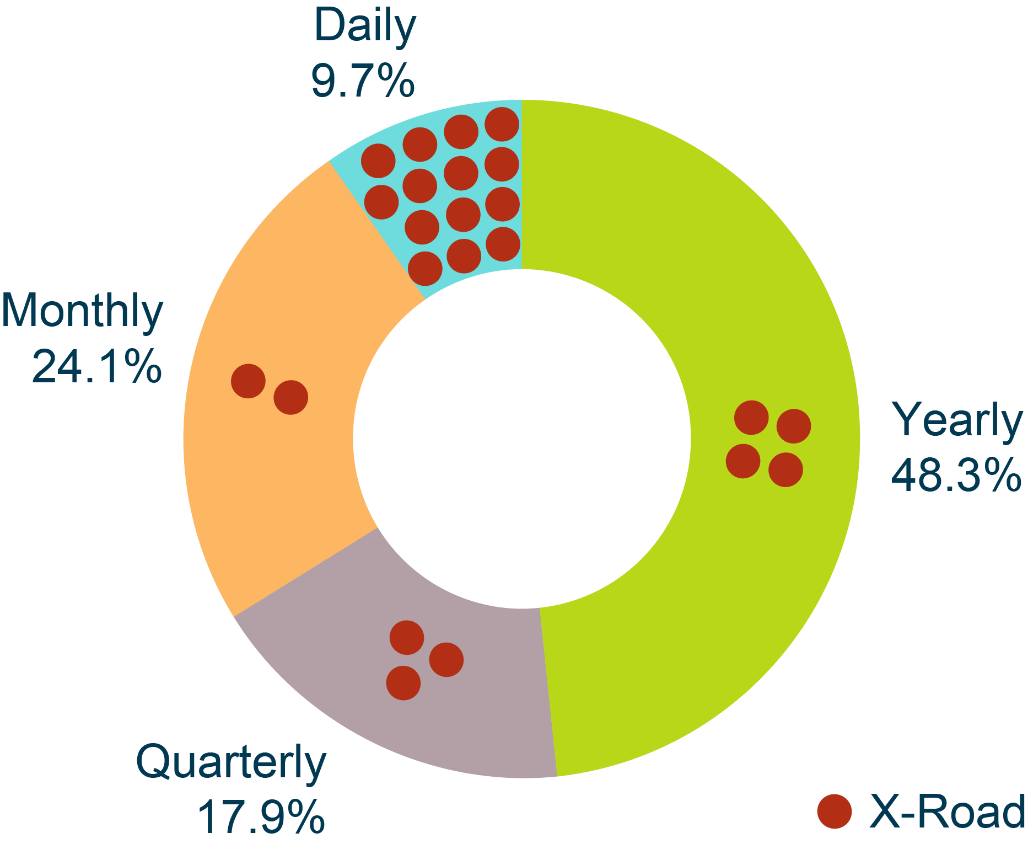 Daily
9.7%
Monthly
24.1%
Yearly
48.3%
Quarterly
17.9%
X-Road